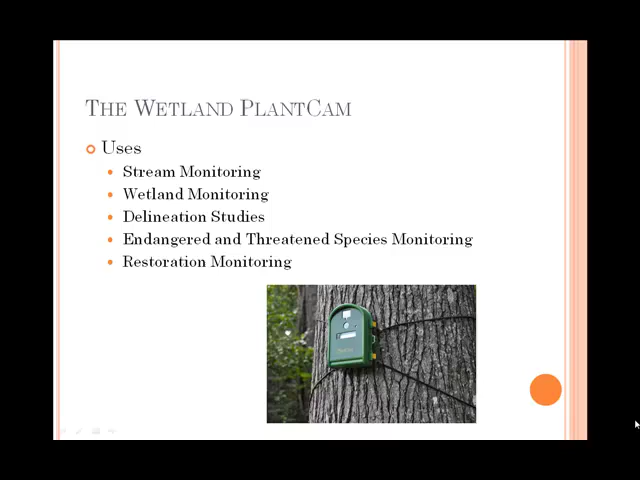 THE WETLAND PLANTCAM
Uses
Stream Monitoring
Wetland Monitoring
Delineation Studies
Endangered and Threatened Species Monitoring
Restoration Monitoring